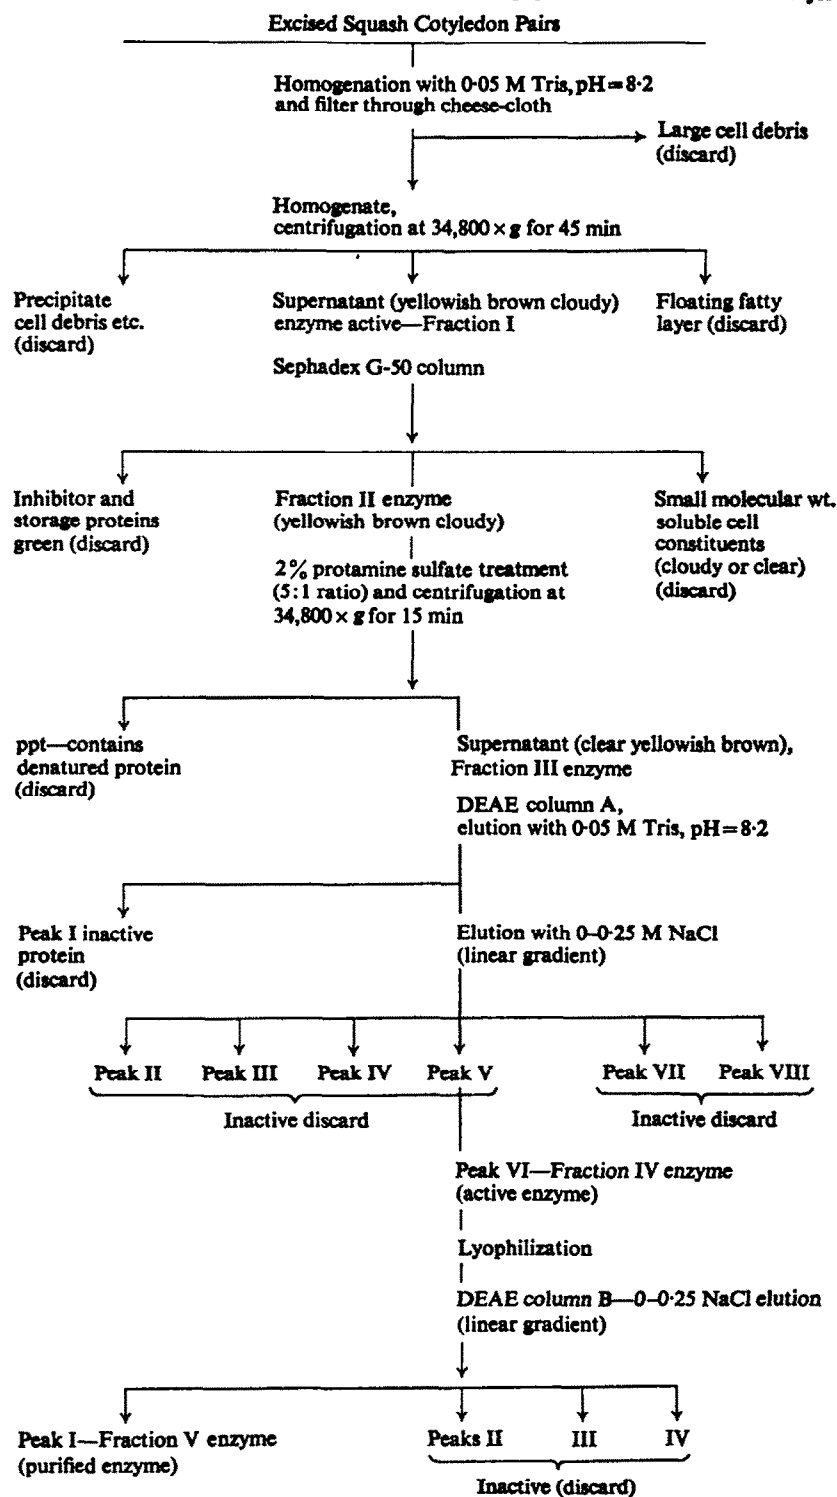 Excised Squash Cotyledon Pairs
Homogenation with 0·05 M Tris, pH=8·2
and filter through cheese-cloth
Large cell debris
(discard)
Homogenate,
centrifugation at 34,800×g for 45 min
Precipitate
cell debris etc.
(discard)
Supernatant (yellowish brown cloudy)
enzyme active—Fraction I
Floating fatty
layer (discard)
Sephadex G-50 column
Inhibitor and
storage proteins
green (discard)
Fraction II enzyme
(yellowish brown cloudy)
Small molecular wt.
soluble cell
constituents
(cloudy or clear)
(discard)
2% protamine sulfate treatment
(5:1 ratio) and centrifugation at
34,800×g for 15 min
ppt—contains
denatured protein
(discard)
Supernatant (clear yellowish brown),
Fraction III enzyme
DEAE column A,
elution with 0·05 M Tris, pH=8·2
Peak I inactive
protein
(discard)
Elution with 0–0·25 M NaCl
(linear gradient)
Peak II Peak III Peak IV Peak V Peak VII Peak VIII
Inactive discard Inactive discard
Peak VI—Fraction IV enzyme
(active enzyme)
Lyophilization
DEAE column B—0–0·25 NaCl elution
(linear gradient)
Peak I—Fraction V enzyme
(purified enzyme)
Peaks II III IV
Inactive (discard)